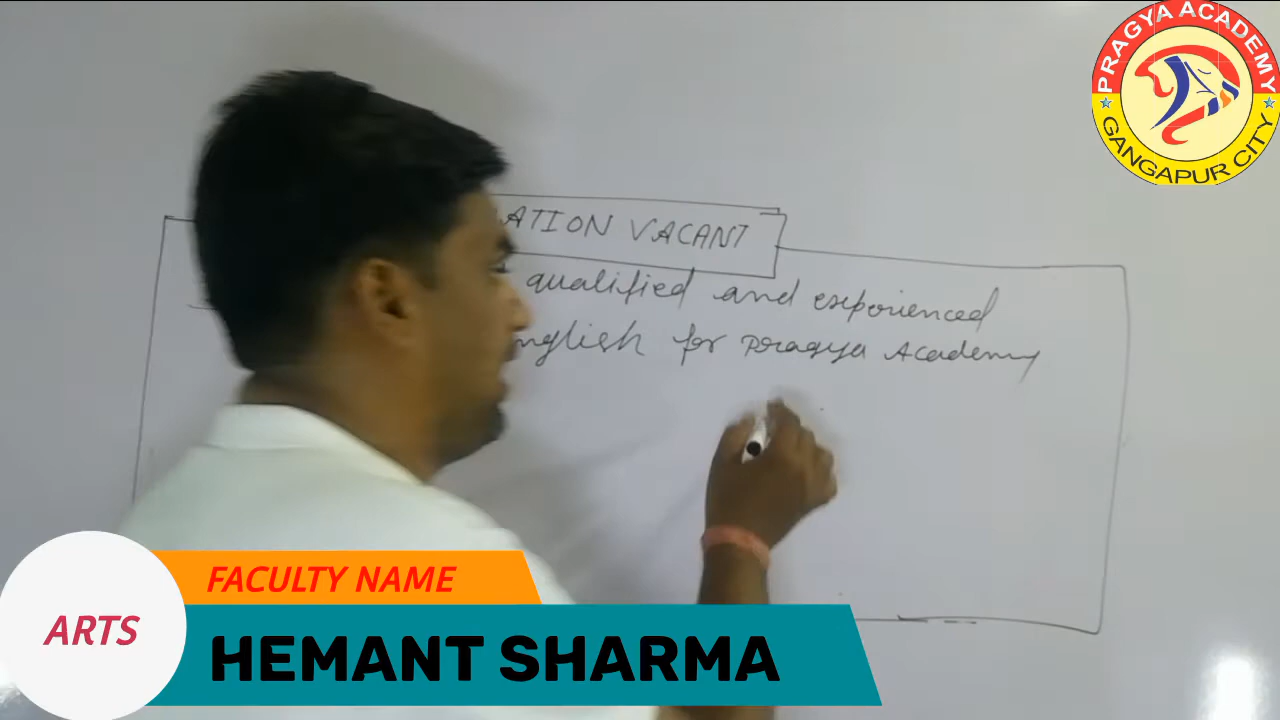 PRAGYA ACADEMY
GANGAPUR CITY
ATION VACANT
qualified and experienced
nglish for Pragya Academy
FACULTY NAME
ARTS
HEMANT SHARMA